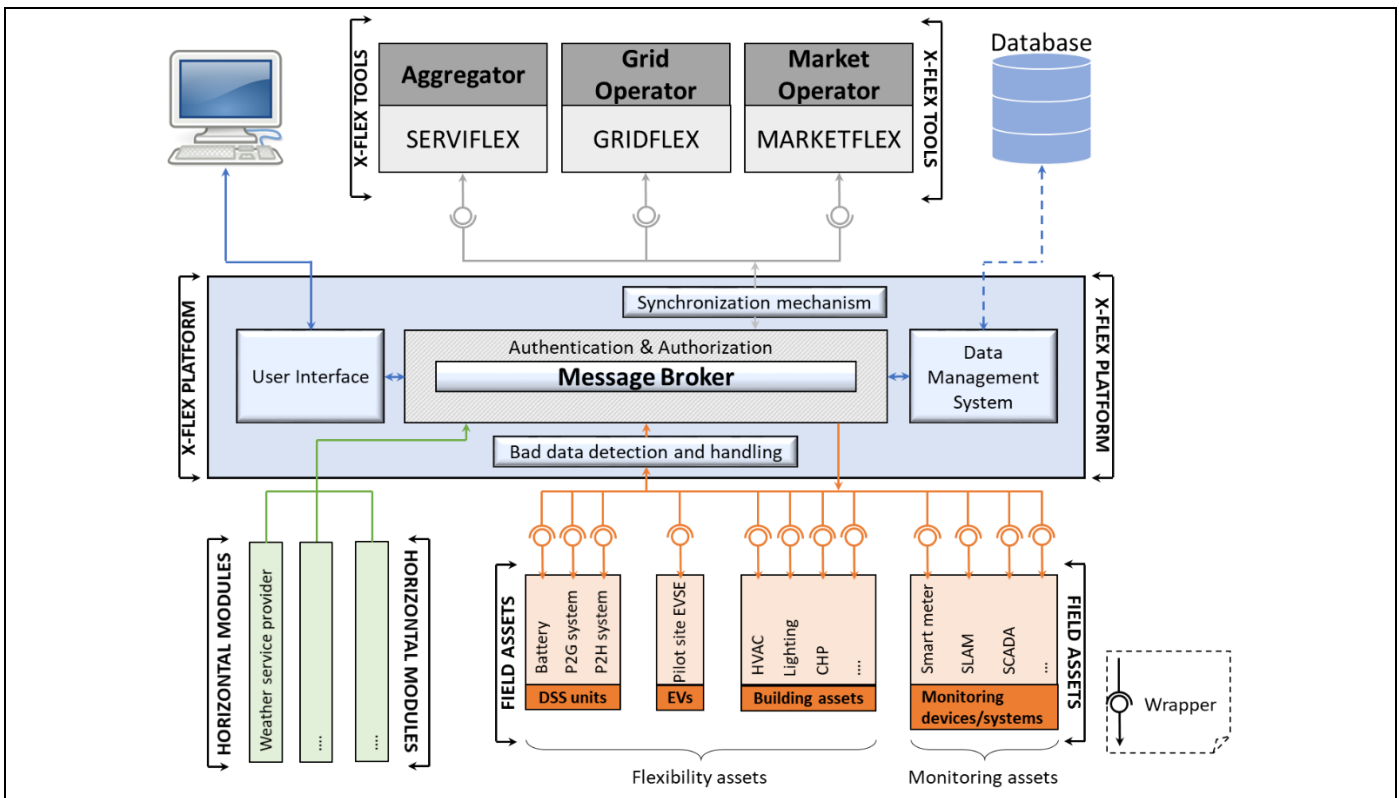 X-FLEX TOOLS
Aggregator
SERVIFLEX
Grid
Operator
GRIDFLEX
Market
Operator
MARKETFLEX
X-FLEX TOOLS
Database
X-FLEX PLATFORM
Synchronization mechanism
User Interface
Authentication & Authorization
Message Broker
Data
Management
System
Bad data detection and handling
X-FLEX PLATFORM
HORIZONTAL MODULES
Weather service provider
....
....
HORIZONTAL MODULES
FIELD ASSETS
Battery
P2G system
P2H system
DSS units
Pilot site EVSE
EVs
HVAC
Lighting
CHP
....
Building assets
Smart meter
SLAM
SCADA
...
Monitoring
devices/systems
FIELD ASSETS
Wrapper
Flexibility assets
Monitoring assets